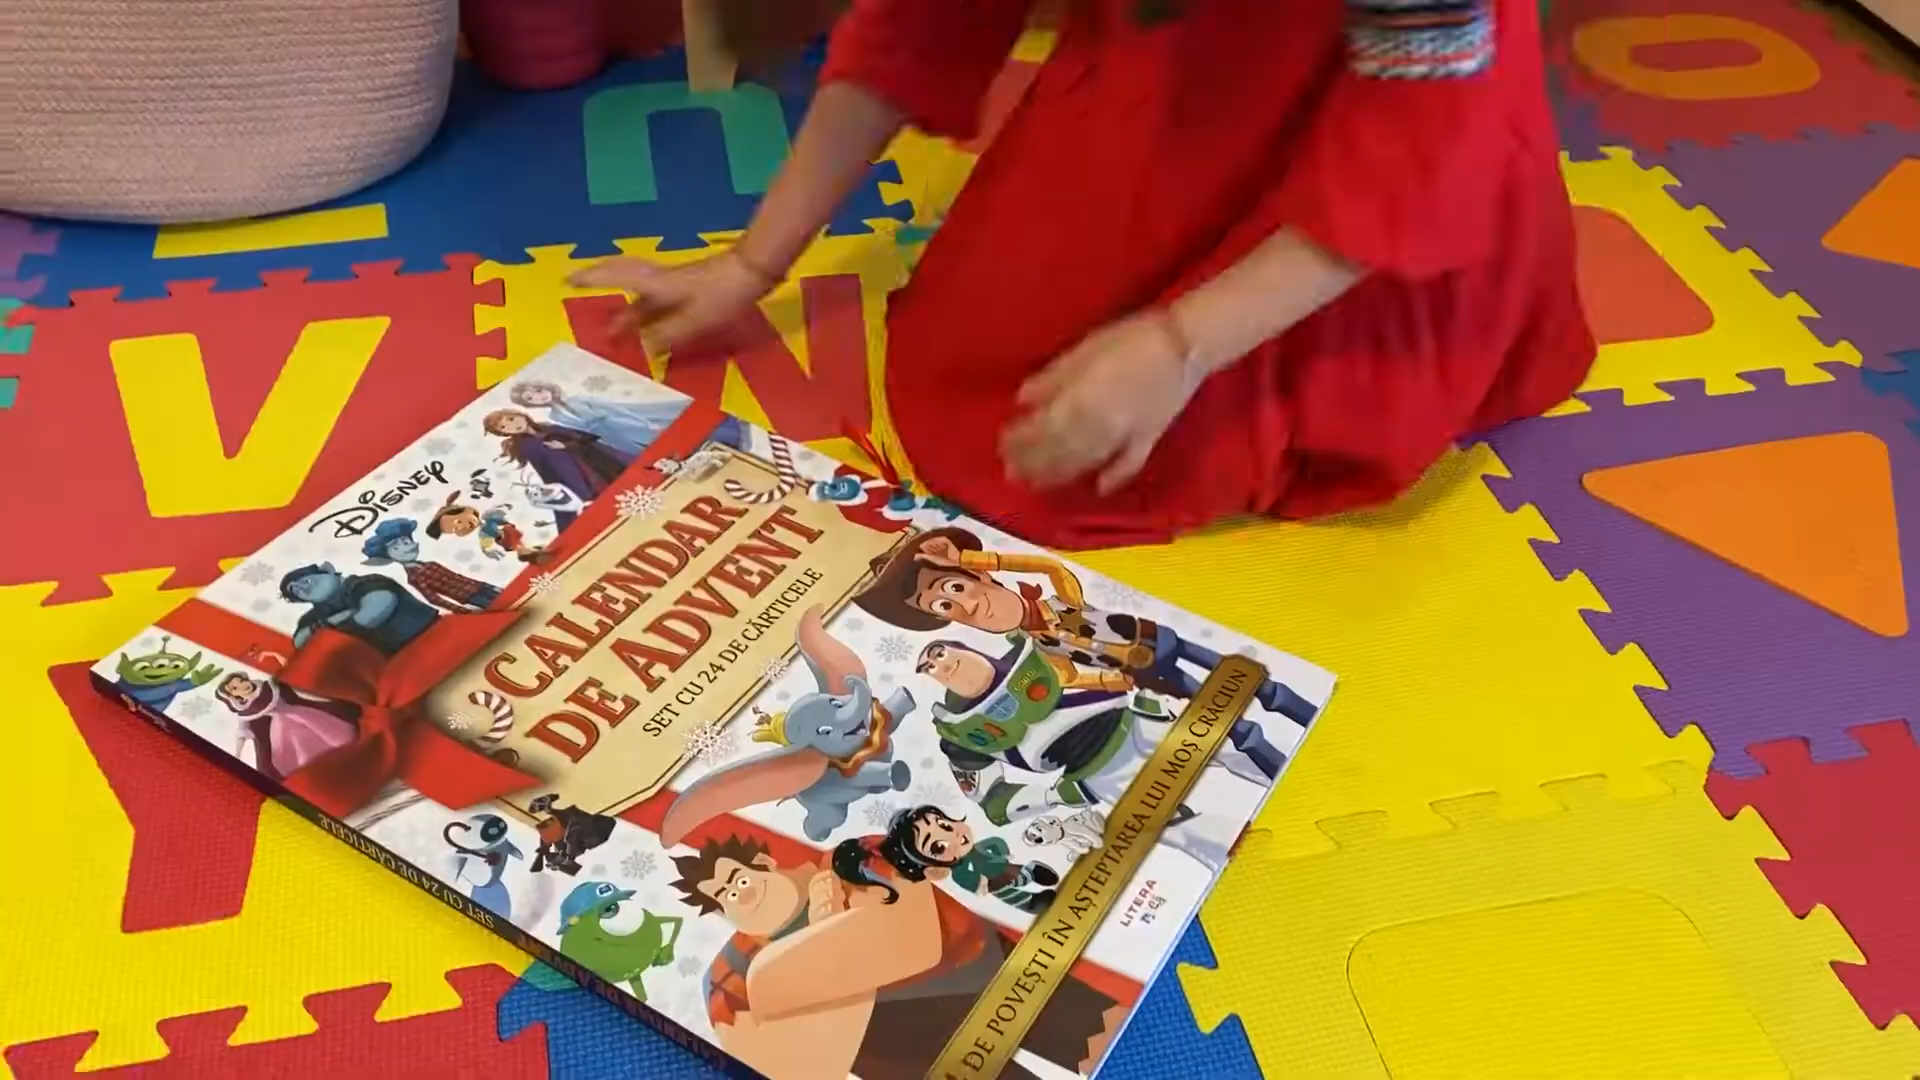 DISNEY
CALENDAR
DE ADVENT
SET CU 24 DE CĂRTICELE
DE POVEȘTI ÎN AȘTEPTAREA LUI MOȘ CRĂCIUN
LITERA
SET CU 24 DE CĂRTICELE
V
N
Y
O